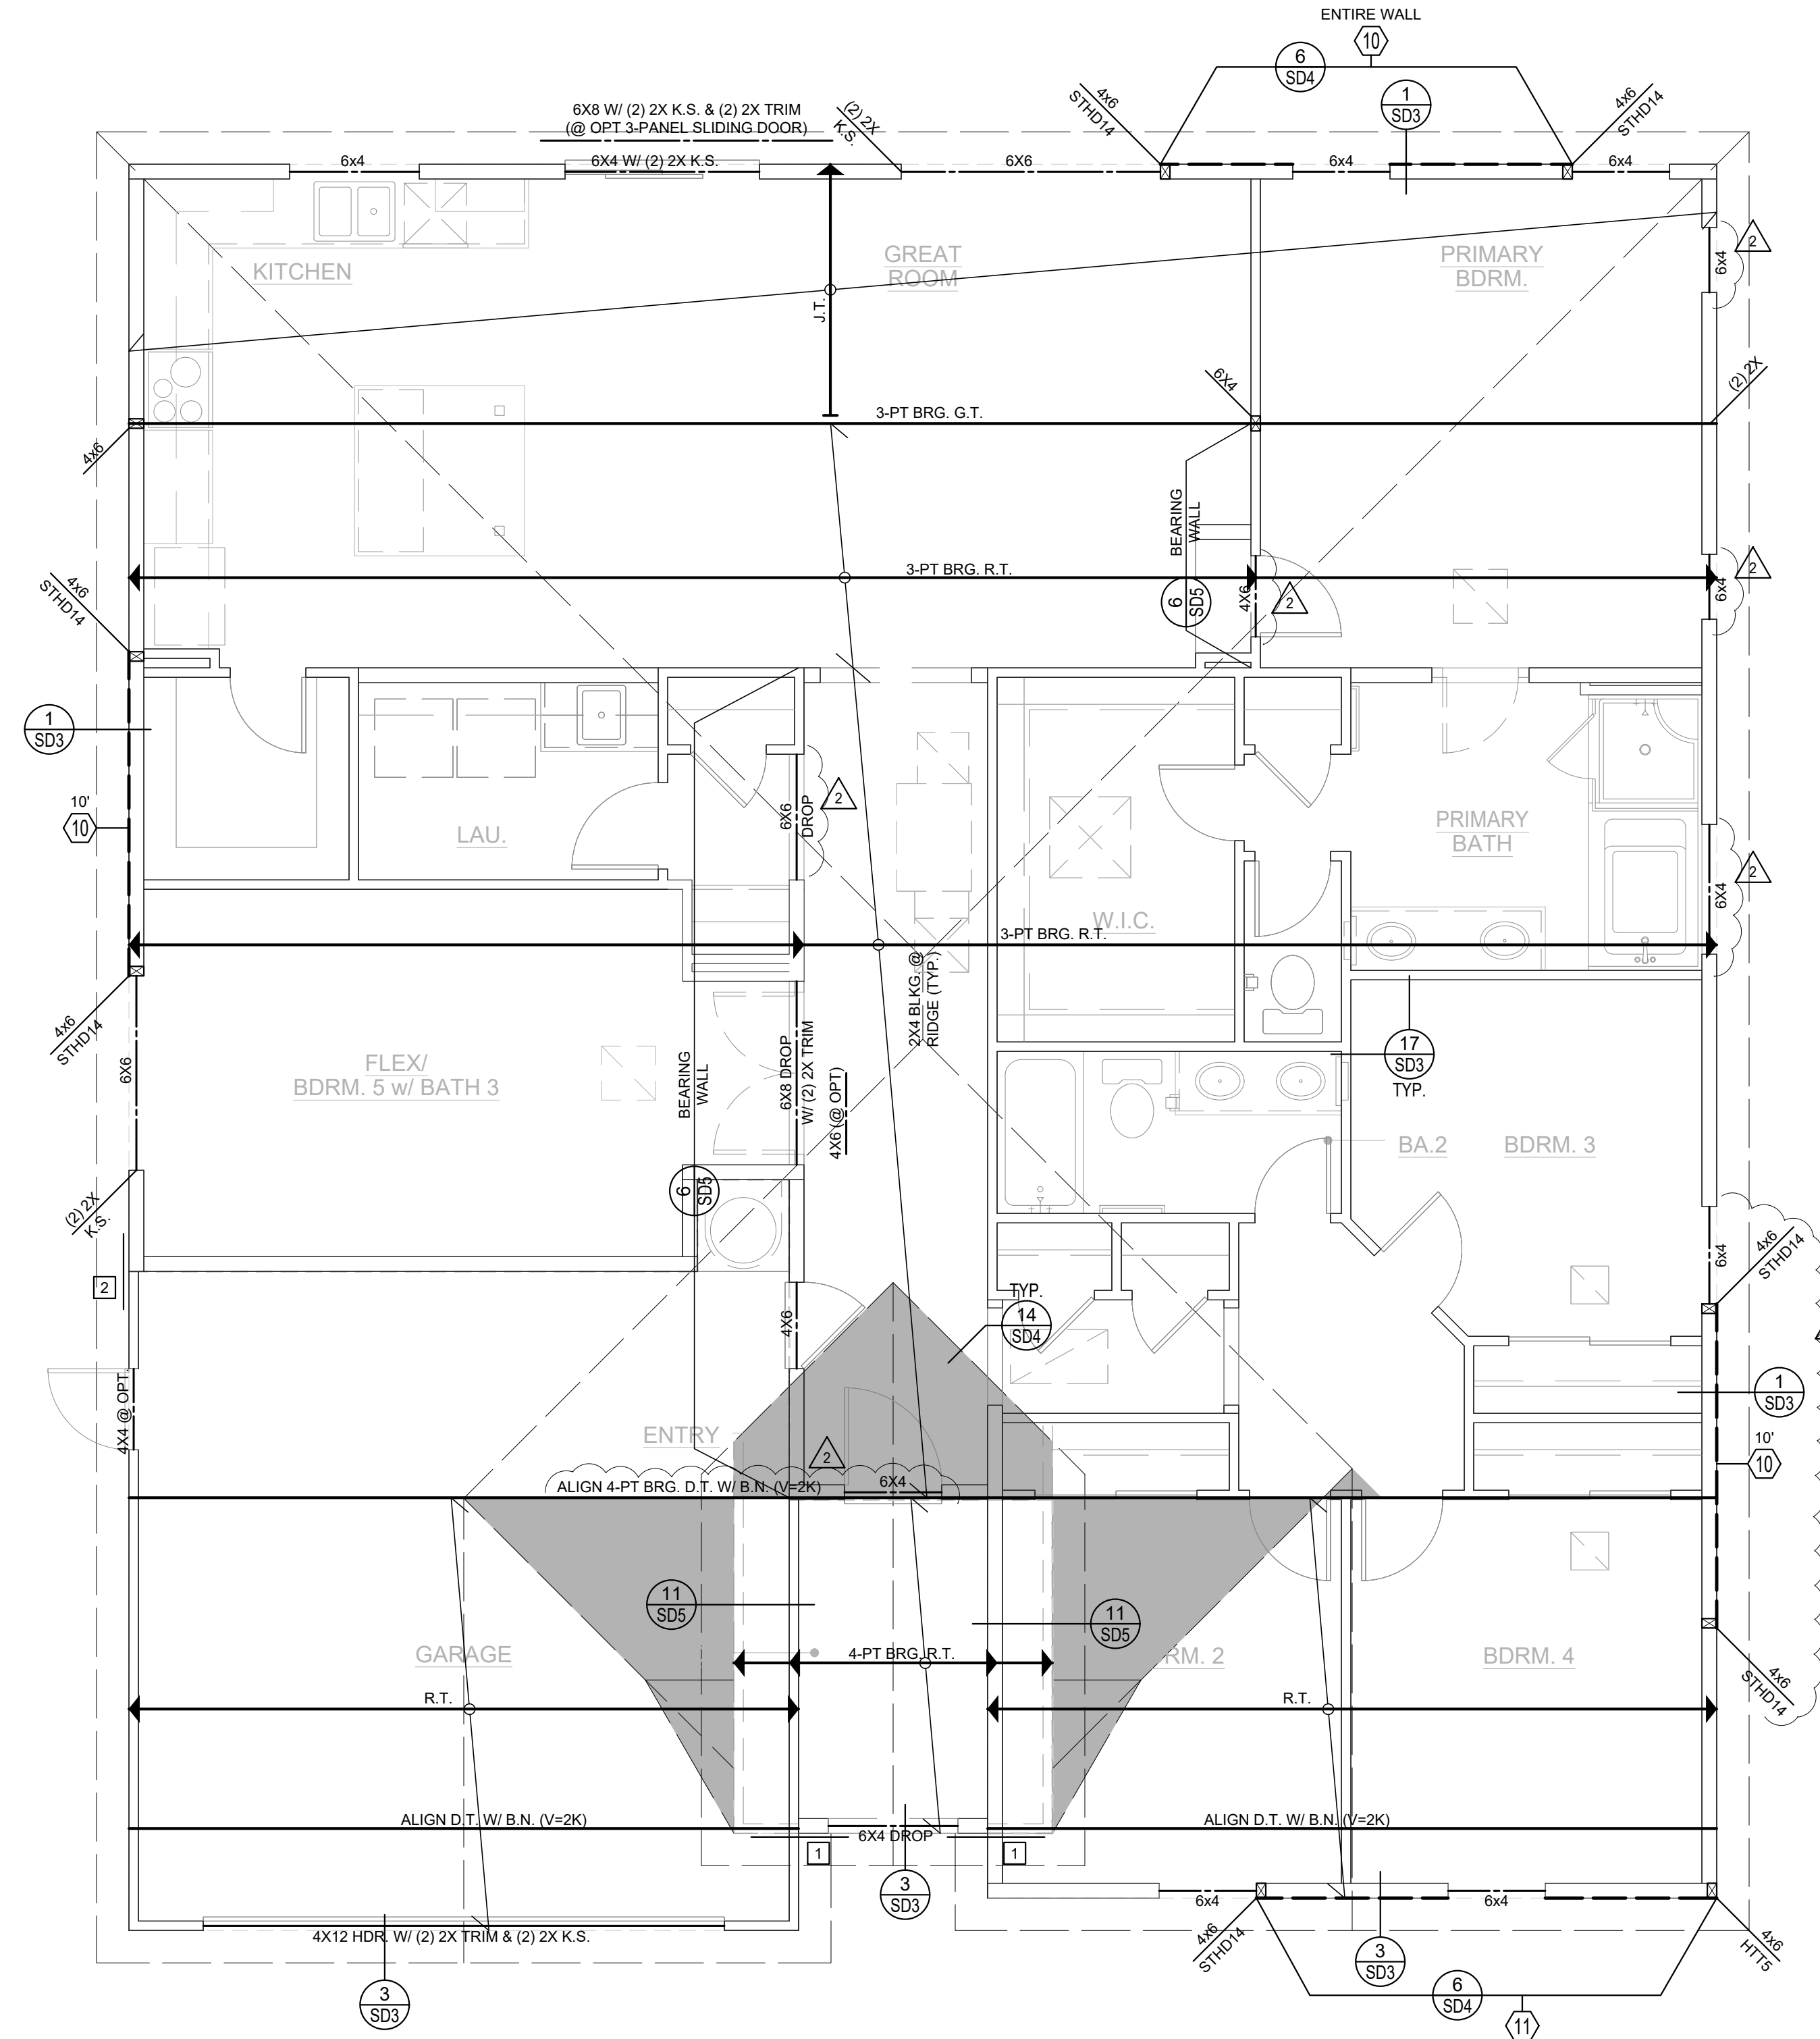 ENTIRE WALL
10
6
SD4
1
SD3
4x6
STHD14
4x6
STHD14
6X8 W/ (2) 2X K.S. & (2) 2X TRIM
(@ OPT 3-PANEL SLIDING DOOR)
(2) 2X
K.S.
6x4
6X4 W/ (2) 2X K.S.
6X6
6x4
6x4
KITCHEN
GREAT
ROOM
PRIMARY
BDRM.
6x4
2
J.T.
4x6
3-PT BRG. G.T.
6X4
(2) 2X
BEARING
WALL
3-PT BRG. R.T.
6
SD5
4X6
2
6x4
2
4x6
STHD14
1
SD3
10'
10
LAU.
6X6
DROP
2
W.I.C.
PRIMARY
BATH
6X4
2
3-PT BRG. R.T.
2X4 BLKG. @
RIDGE (TYP.)
4x6
STHD14
6X6
FLEX/
BDRM. 5 w/ BATH 3
BEARING
WALL
6X8 DROP
W/ (2) 2X TRIM
4X6 (@ OPT)
17
SD3
TYP.
BA.2
BDRM. 3
6
SD5
(2) 2X
K.S.
2
4X6
TYP.
14
SD4
6x4
4x6
STHD14
4X4 @ OPT.
1
SD3
ENTRY
2
10'
10
ALIGN 4-PT BRG. D.T. W/ B.N. (V=2K)
6X4
11
SD5
11
SD5
GARAGE
4-PT BRG. R.T.
RM. 2
BDRM. 4
4x6
STHD14
R.T.
R.T.
ALIGN D.T. W/ B.N. (V=2K)
6X4 DROP
ALIGN D.T. W/ B.N. (V=2K)
1
1
3
SD3
6x4
6x4
4X12 HDR. W/ (2) 2X TRIM & (2) 2X K.S.
4x6
STHD14
3
SD3
4x6
HTT5
3
SD3
6
SD4
11